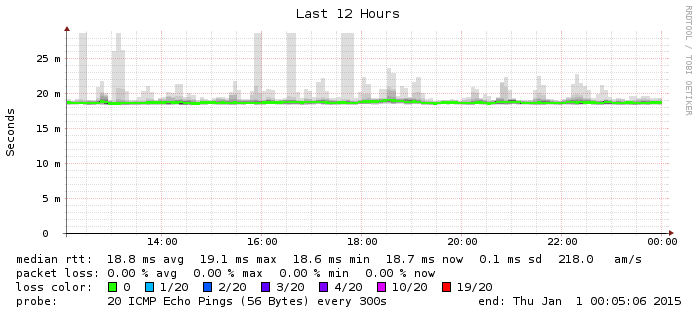 Last 12 Hours
RRDTOOL / TOBI OETIKER
Seconds
25 m
20 m
15 m
10 m
5 m
0
14:00 16:00 18:00 20:00 22:00 00:00
median rtt: 18.8 ms avg 19.1 ms max 18.6 ms min 18.7 ms now 0.1 ms sd 218.0 am/s
packet loss: 0.00 % avg 0.00 % max 0.00 % min 0.00 % now
loss color: 0 1/20 2/20 3/20 4/20 10/20 19/20
probe: 20 ICMP Echo Pings (56 Bytes) every 300s end: Thu Jan 1 00:05:06 2015